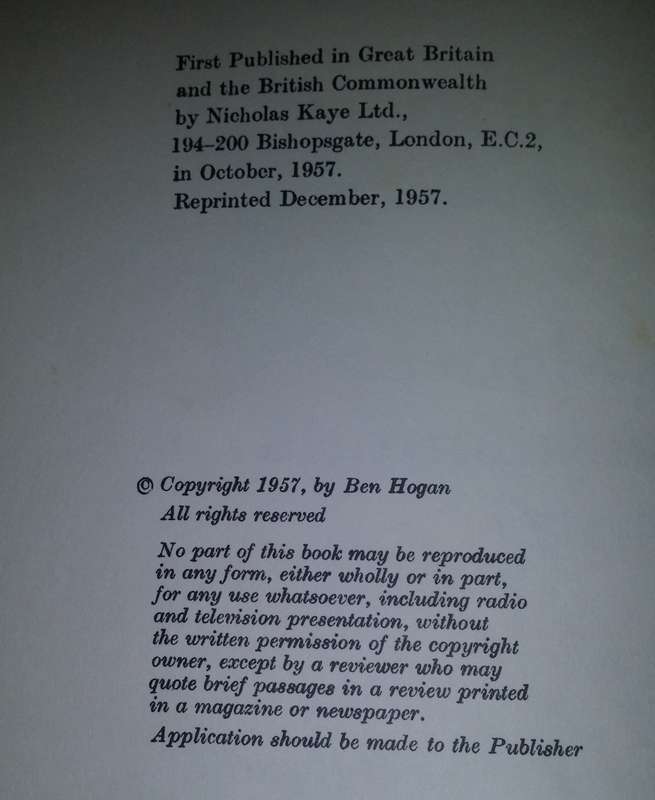 First Published in Great Britain
and the British Commonwealth
by Nicholas Kaye Ltd.,
194–200 Bishopsgate, London, E.C.2,
in October, 1957.
Reprinted December, 1957.
© Copyright 1957, by Ben Hogan
All rights reserved
No part of this book may be reproduced
in any form, either wholly or in part,
for any use whatsoever, including radio
and television presentation, without
the written permission of the copyright
owner, except by a reviewer who may
quote brief passages in a review printed
in a magazine or newspaper.
Application should be made to the Publisher